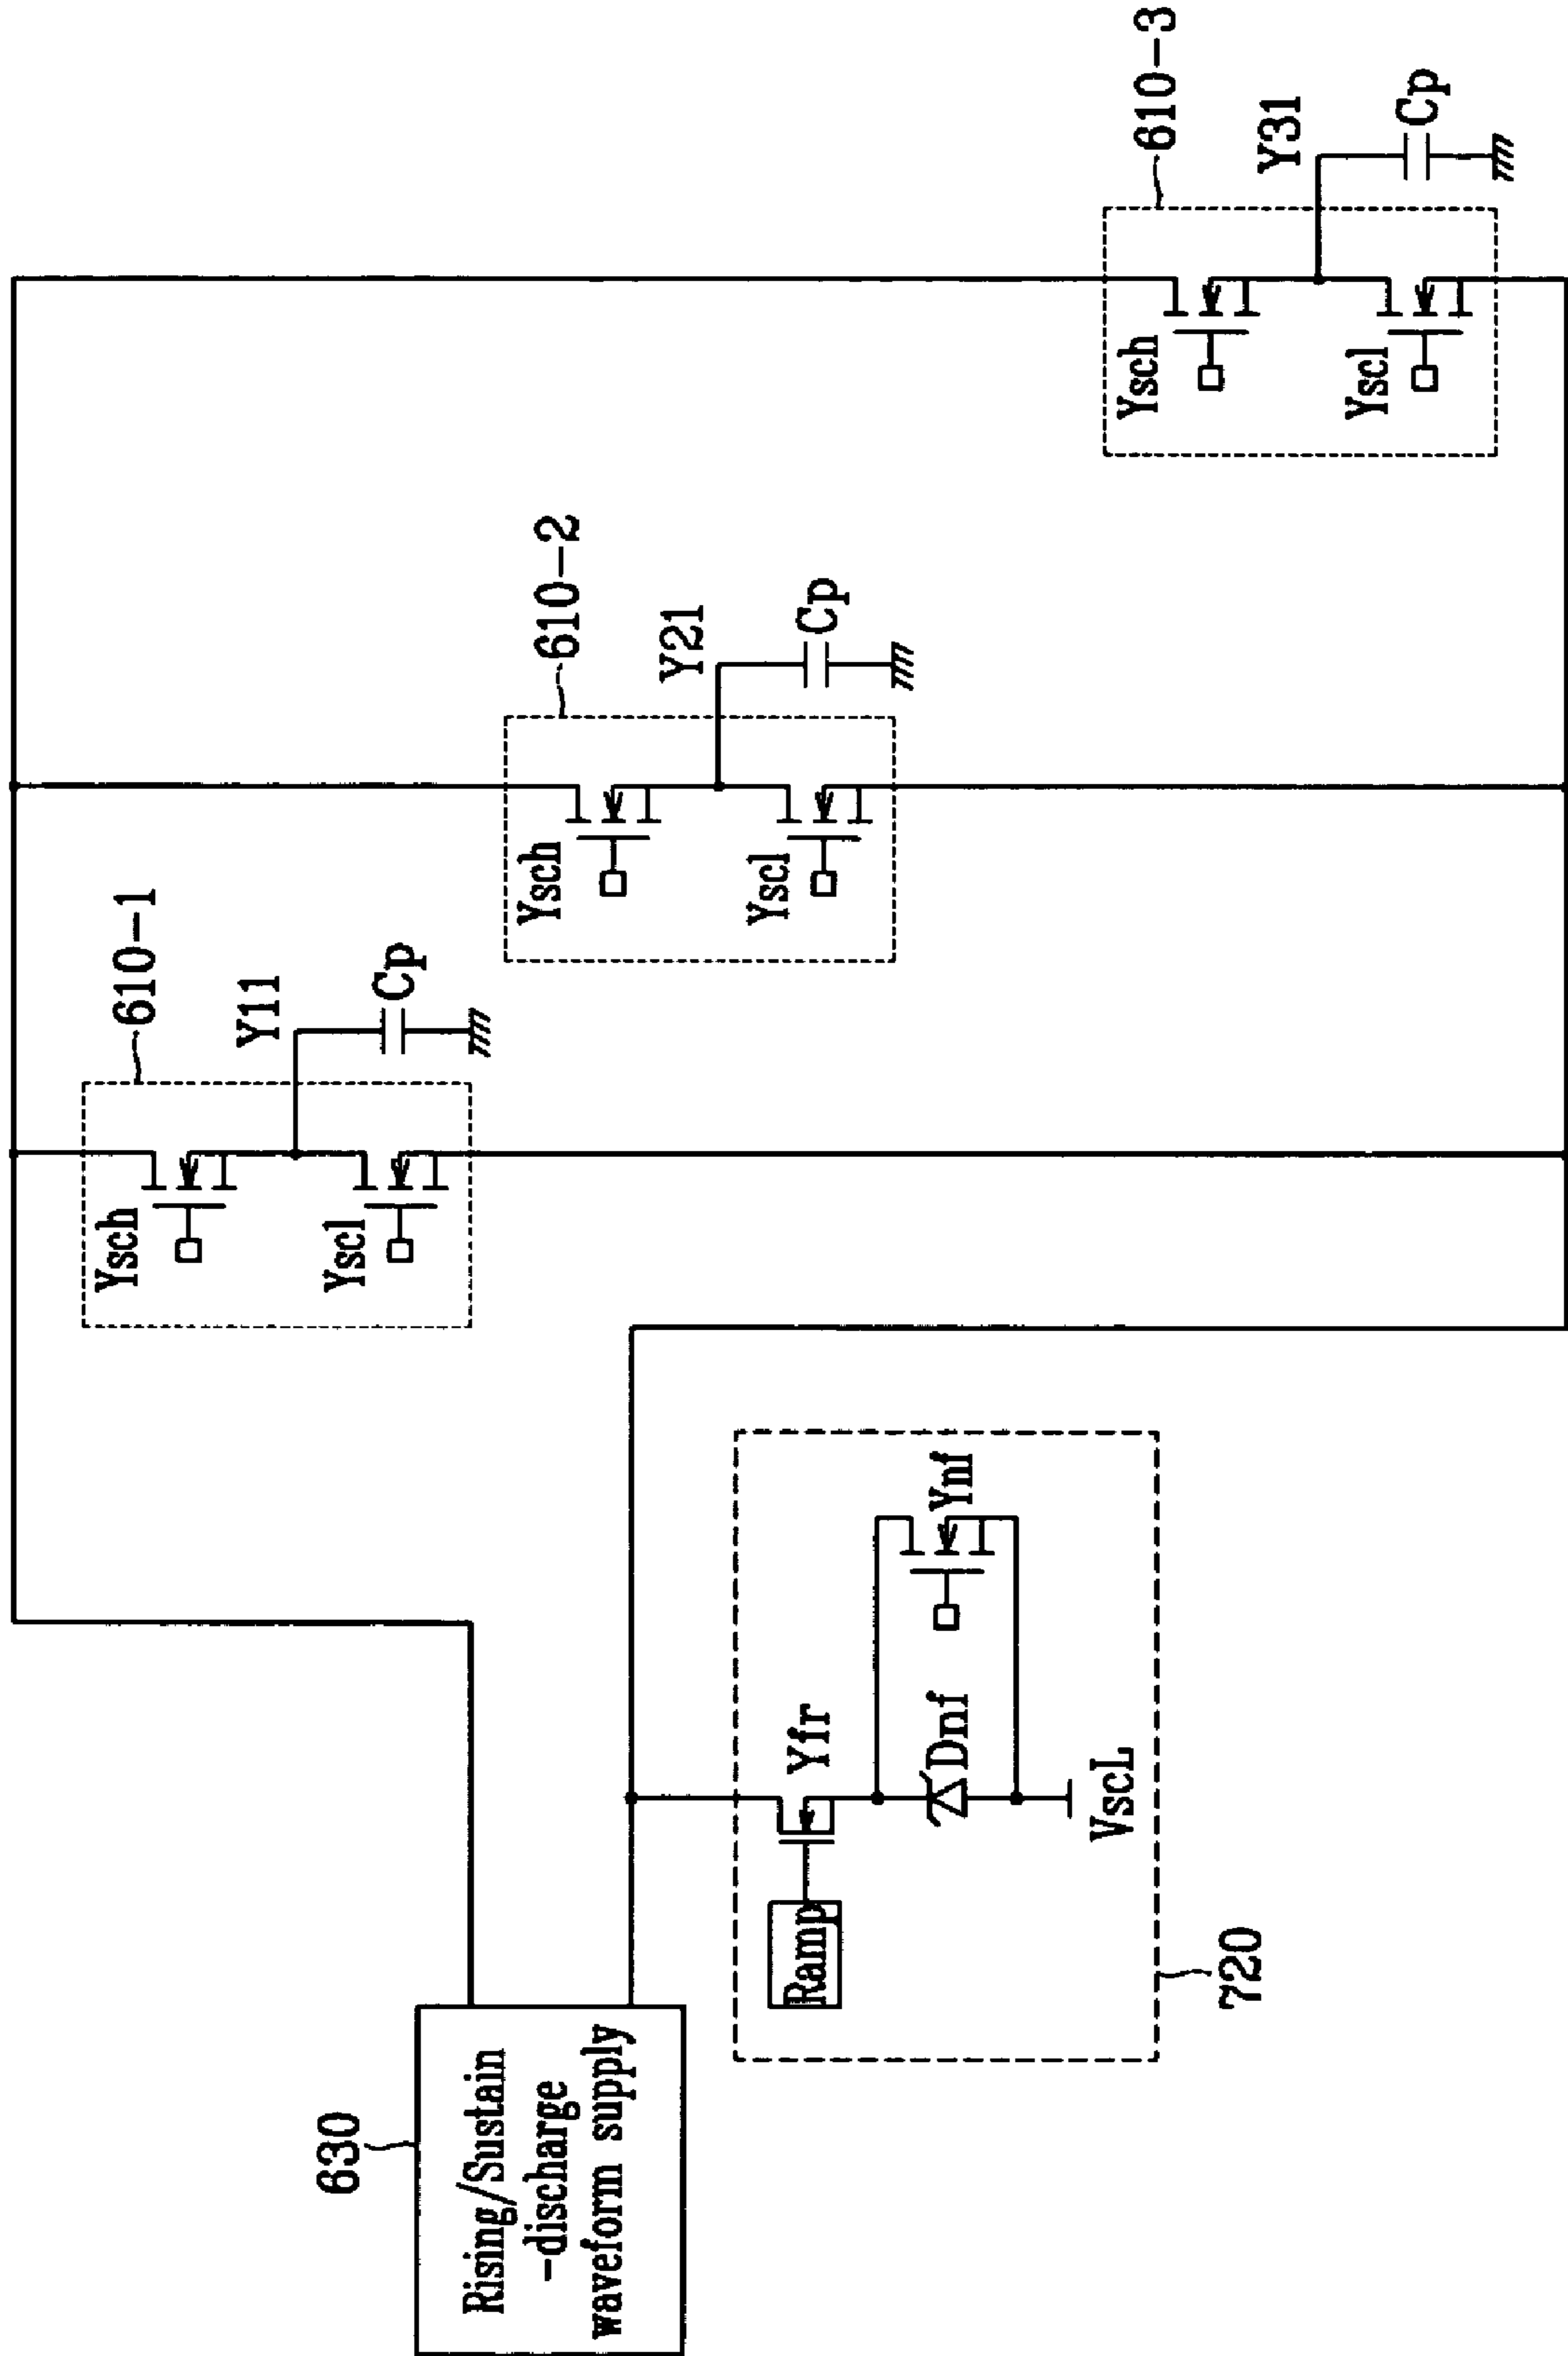 630
Rising/Sustain
-discharge
waveform supply
Ramp
Yfr
Dnf
Ynf
VscL
720
610-1
Ysch
Yscl
Y11
Cp
610-2
Ysch
Yscl
Y21
Cp
610-3
Ysch
Yscl
Y31
Cp